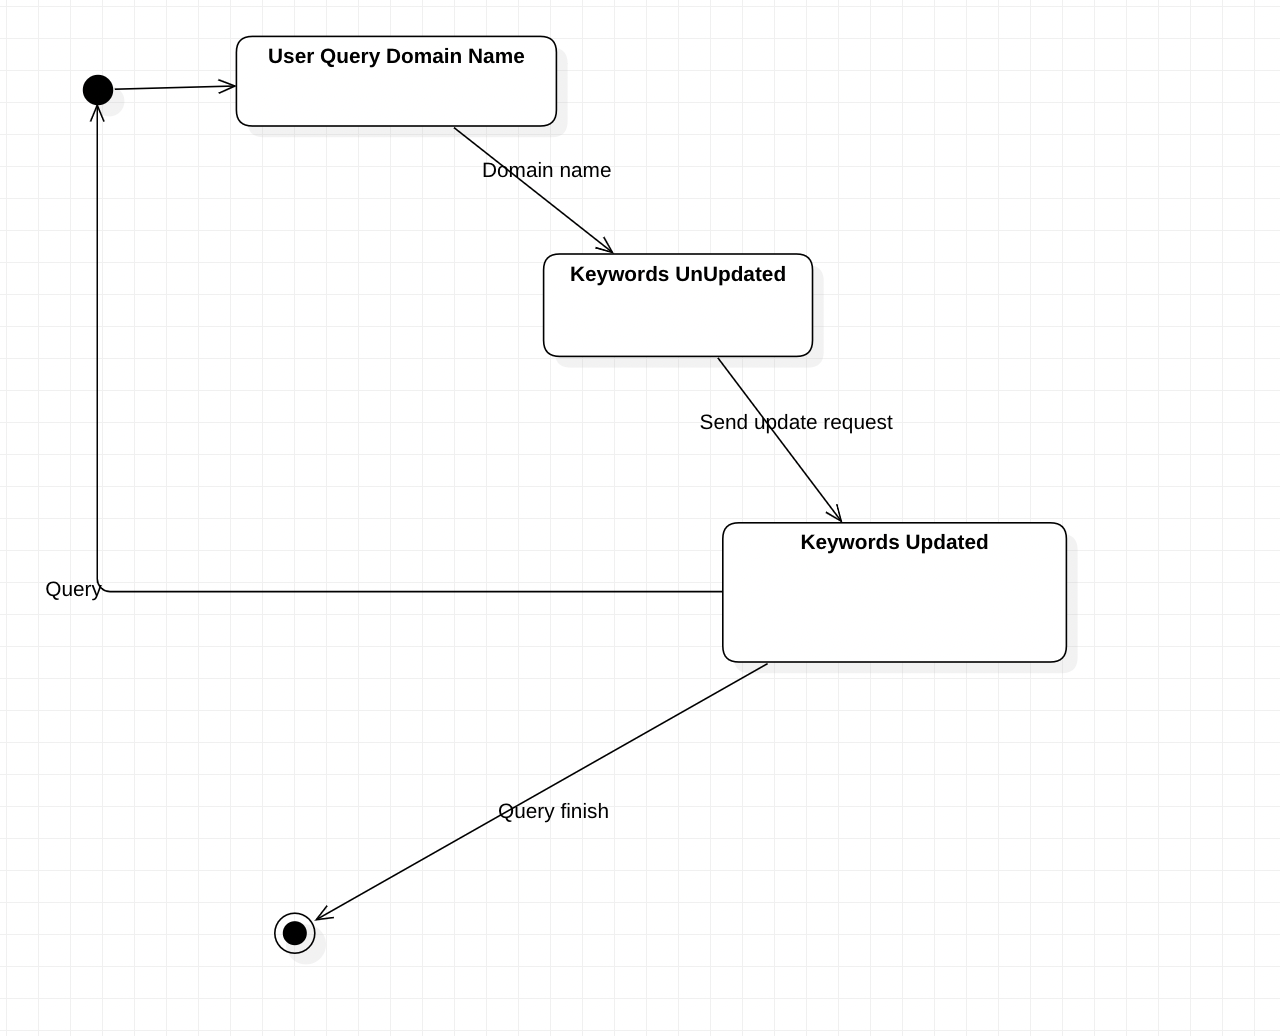 User Query Domain Name
Domain name
Keywords UnUpdated
Send update request
Keywords Updated
Query
Query finish